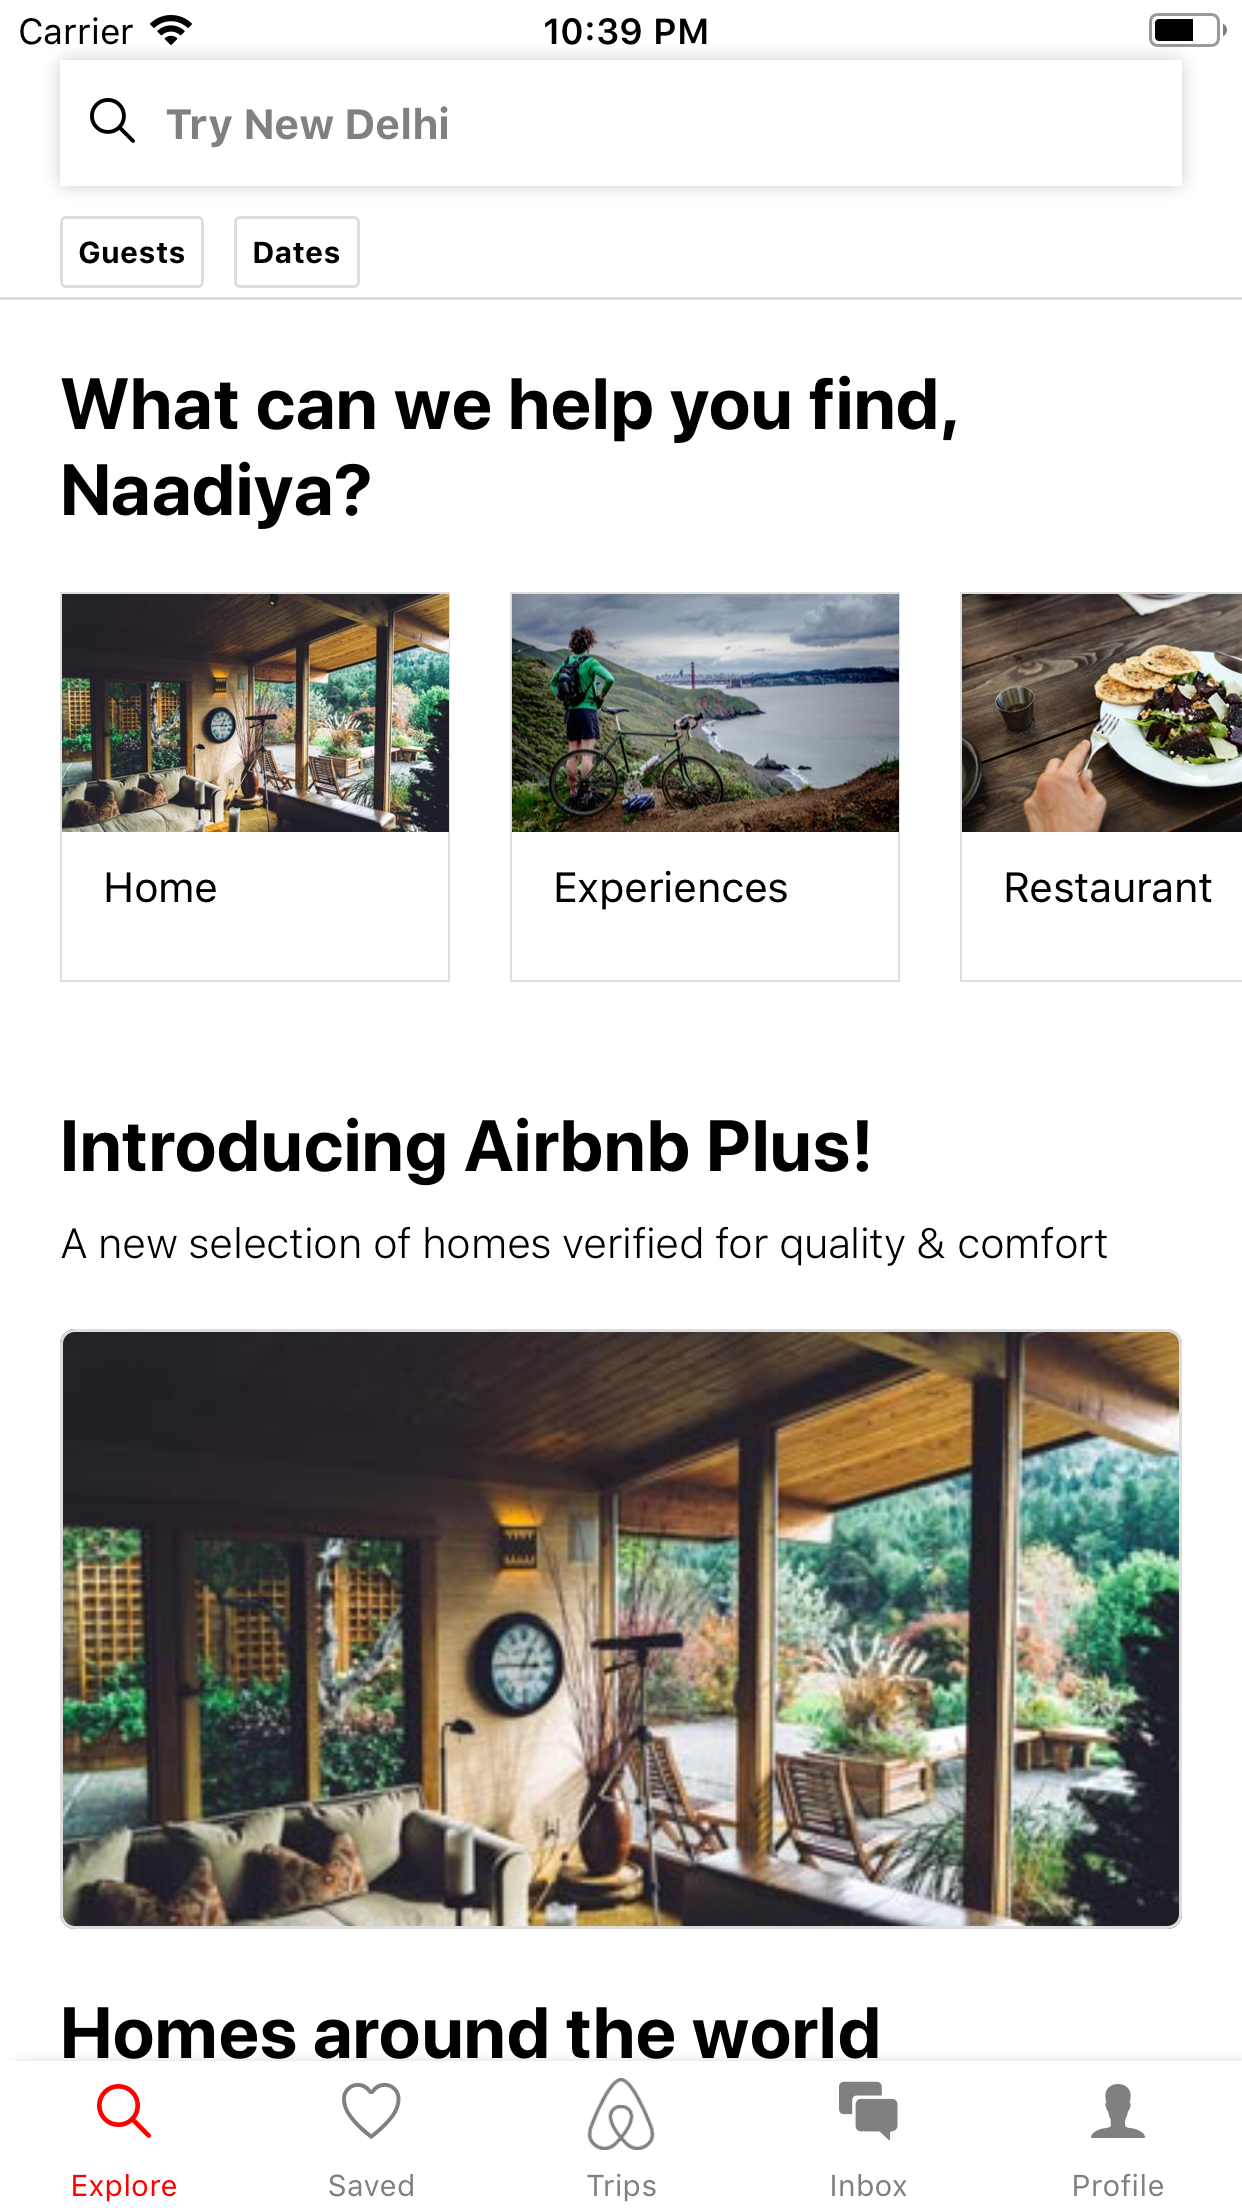 Carrier 10:39 PM
Try New Delhi
Guests Dates
What can we help you find,
Naadiya?
Home Experiences Restaurant
Introducing Airbnb Plus!
A new selection of homes verified for quality & comfort
Homes around the world
Explore Saved Trips Inbox Profile